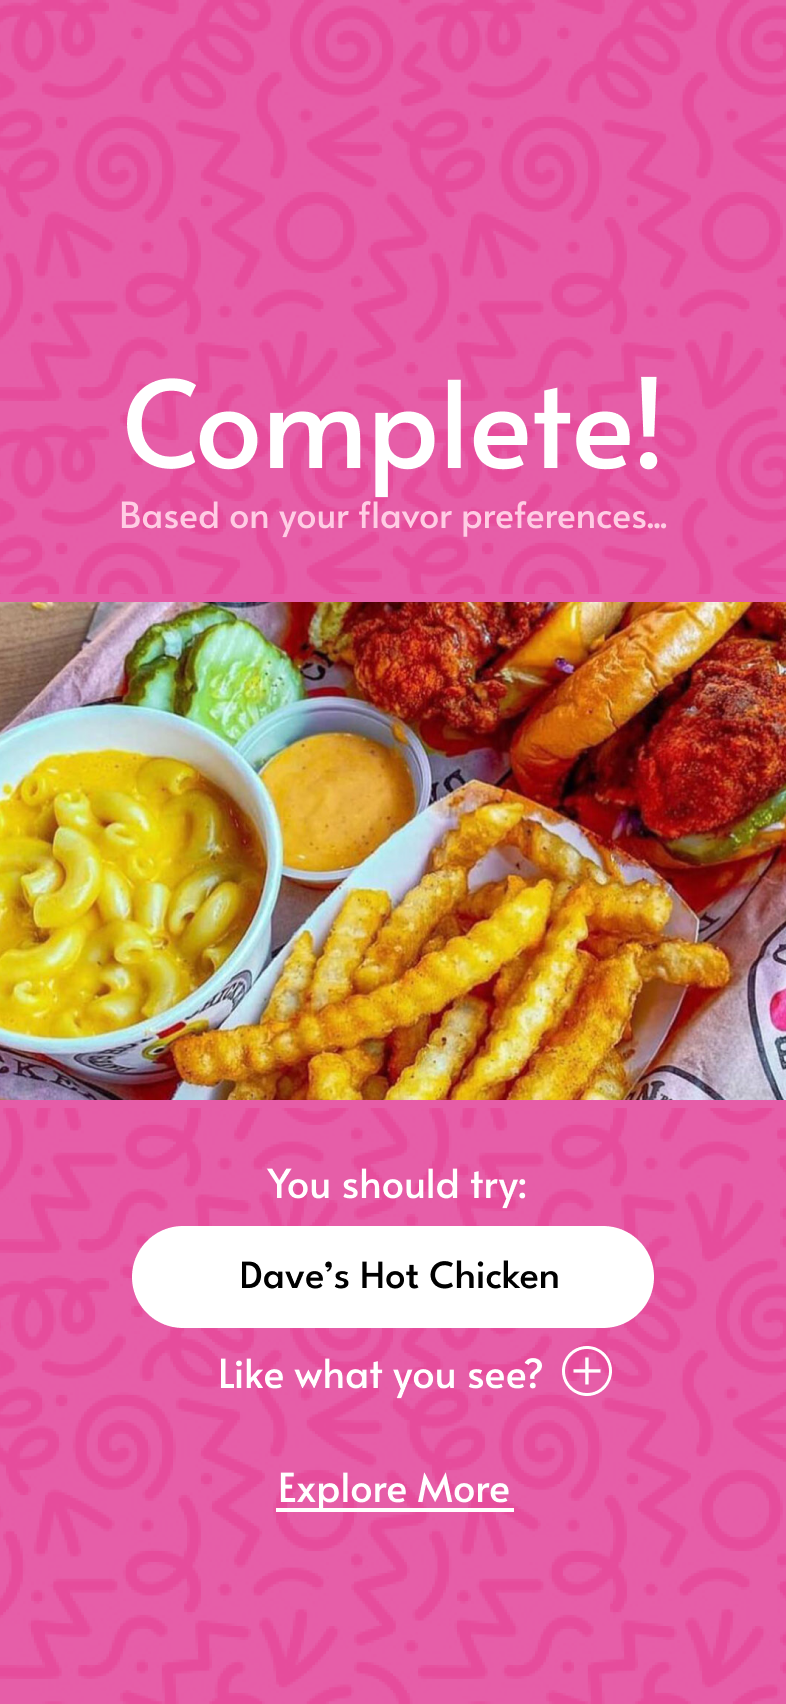 Complete!
Based on your flavor preferences...
You should try:
Dave's Hot Chicken
Like what you see?
Explore More